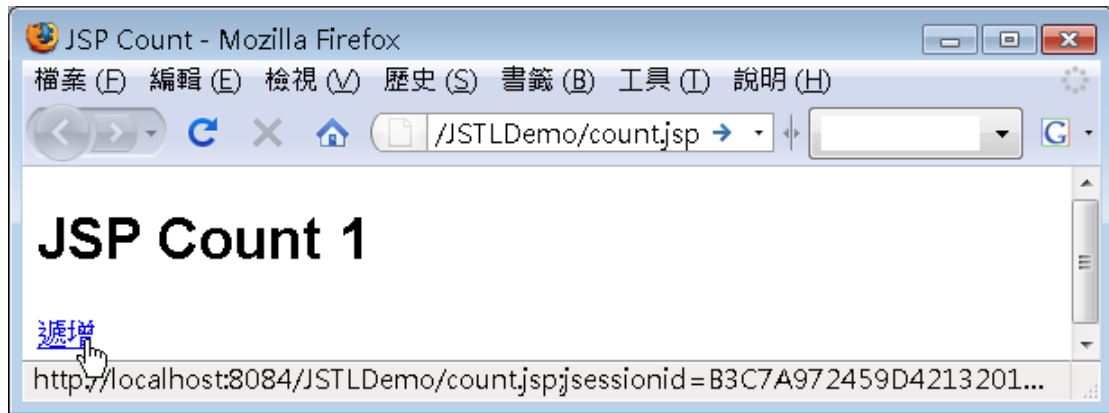 JSP Count - Mozilla Firefox
檔案 (F) 編輯 (E) 檢視 (V) 歷史 (S) 書籤 (B) 工具 (T) 說明 (H)
/JSTLDemo/count.jsp
G
JSP Count 1
遞增
http://localhost:8084/JSTLDemo/count.jsp;jsessionid=B3C7A972459D4213201...